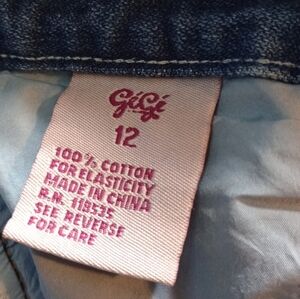 GiGi
12
100% COTTON
FOR ELASTICITY
MADE IN CHINA
R.N. 118535
SEE REVERSE
FOR CARE